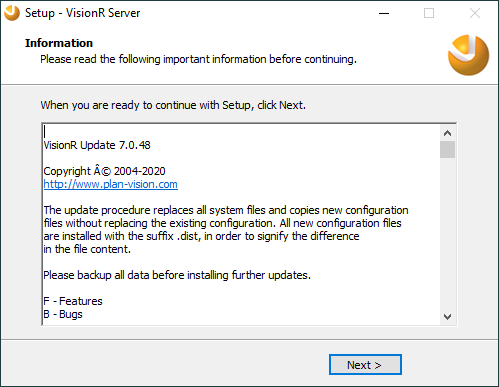 Setup - VisionR Server
Information
Please read the following important information before continuing.
When you are ready to continue with Setup, click Next.
VisionR Update 7.0.48
Copyright Â© 2004-2020
http://www.plan-vision.com
The update procedure replaces all system files and copies new configuration
files without replacing the existing configuration. All new configuration files
are installed with the suffix .dist, in order to signify the difference
in the file content.
Please backup all data before installing further updates.
F - Features
B - Bugs
Next >